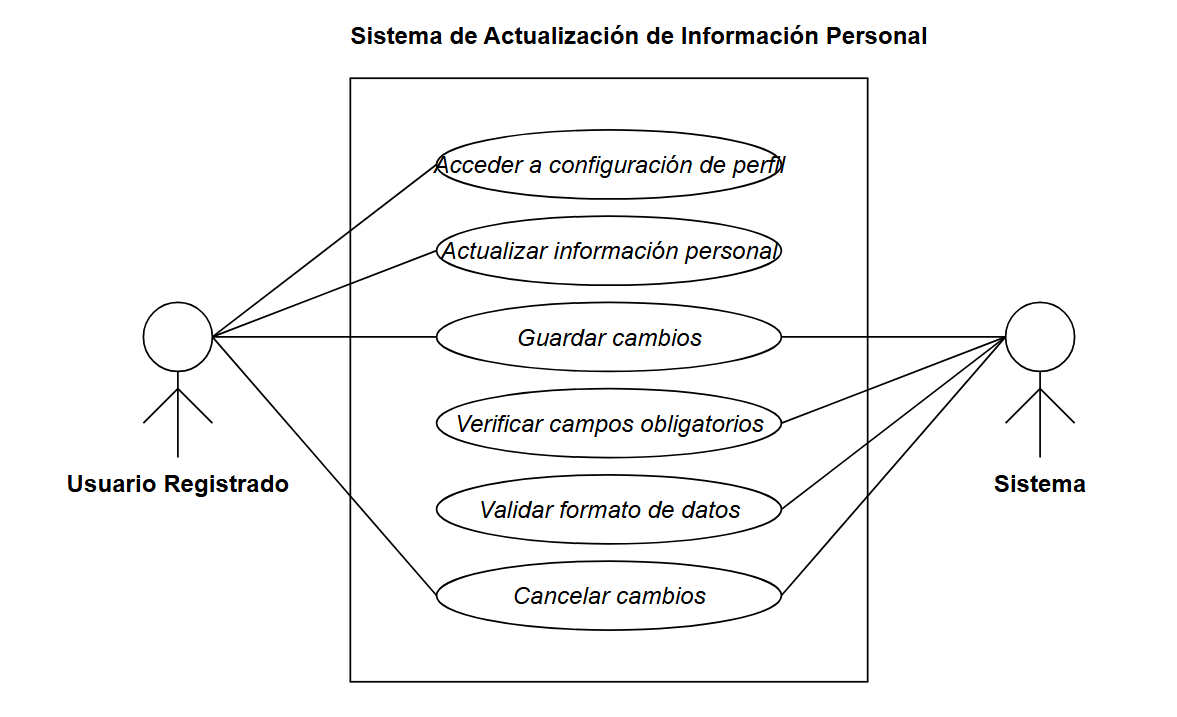 Sistema de Actualización de Información Personal
Acceder a configuración de perfil
Actualizar información personal
Guardar cambios
Verificar campos obligatorios
Usuario Registrado
Sistema
Validar formato de datos
Cancelar cambios